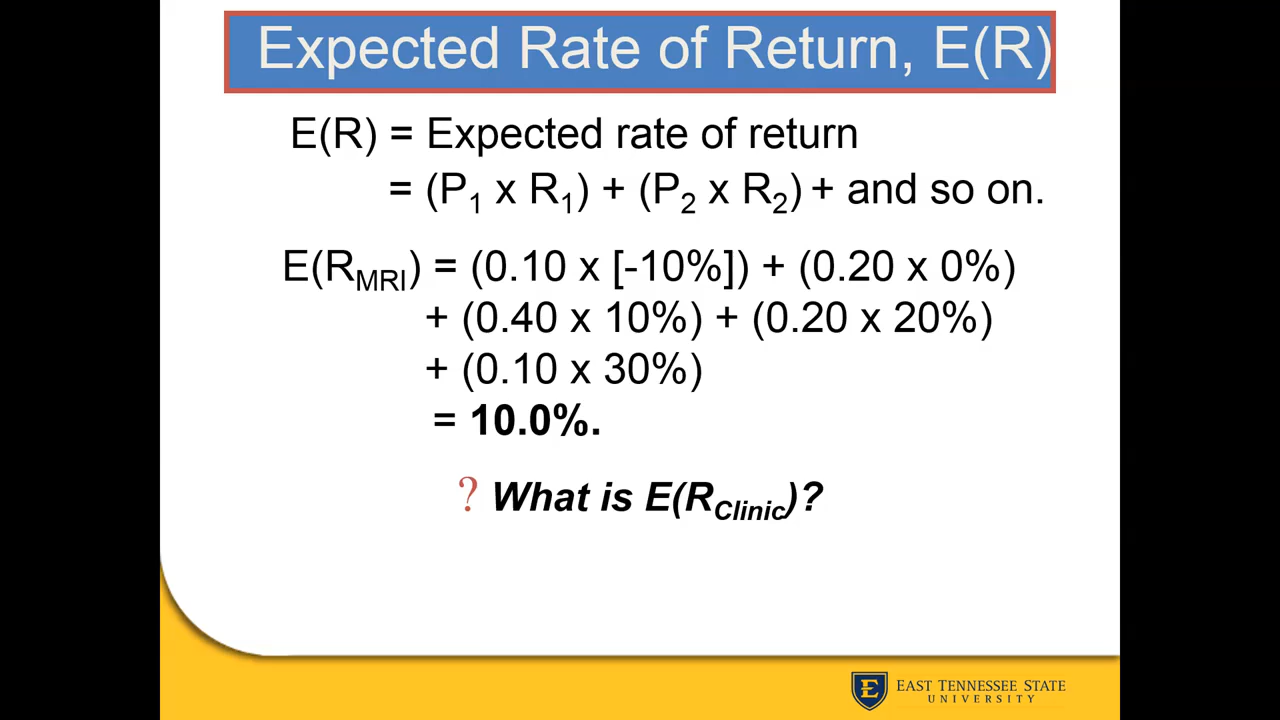 Expected Rate of Return, E(R)
E(R) = Expected rate of return
= (P₁ x R₁) + (P₂ x R₂) + and so on.
E(R_MRI) = (0.10 x [-10%]) + (0.20 x 0%)
+ (0.40 x 10%) + (0.20 x 20%)
+ (0.10 x 30%)
= 10.0%.
? What is E(R_Clinic)?
E
EAST TENNESSEE STATE
UNIVERSITY